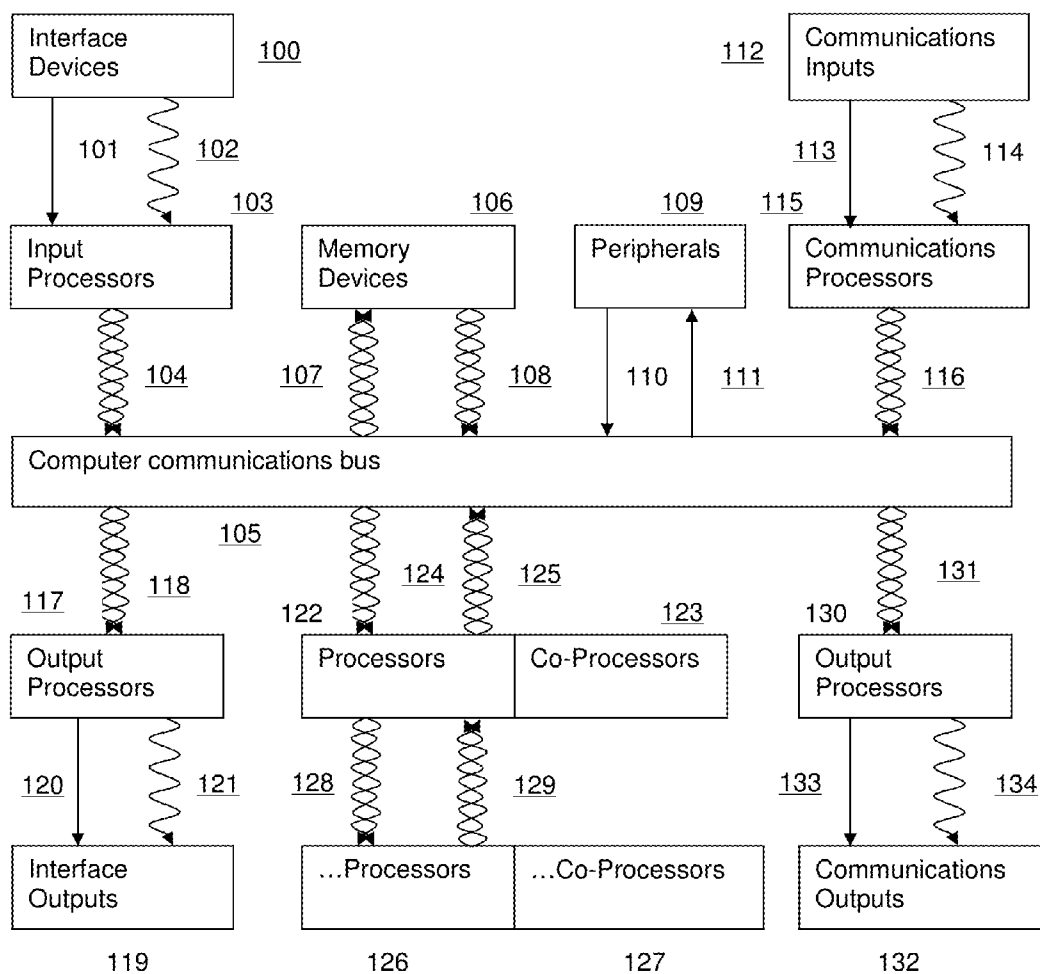 Interface
Devices
100
Communications
Inputs
112
101
102
113
114
103
106
109
115
Input
Processors
Memory
Devices
Peripherals
Communications
Processors
104
107
108
110
111
116
Computer communications bus
105
117
118
124
125
131
122
123
130
Output
Processors
Processors
Co-Processors
Output
Processors
120
121
128
129
133
134
Interface
Outputs
...Processors
...Co-Processors
Communications
Outputs
119
126
127
132